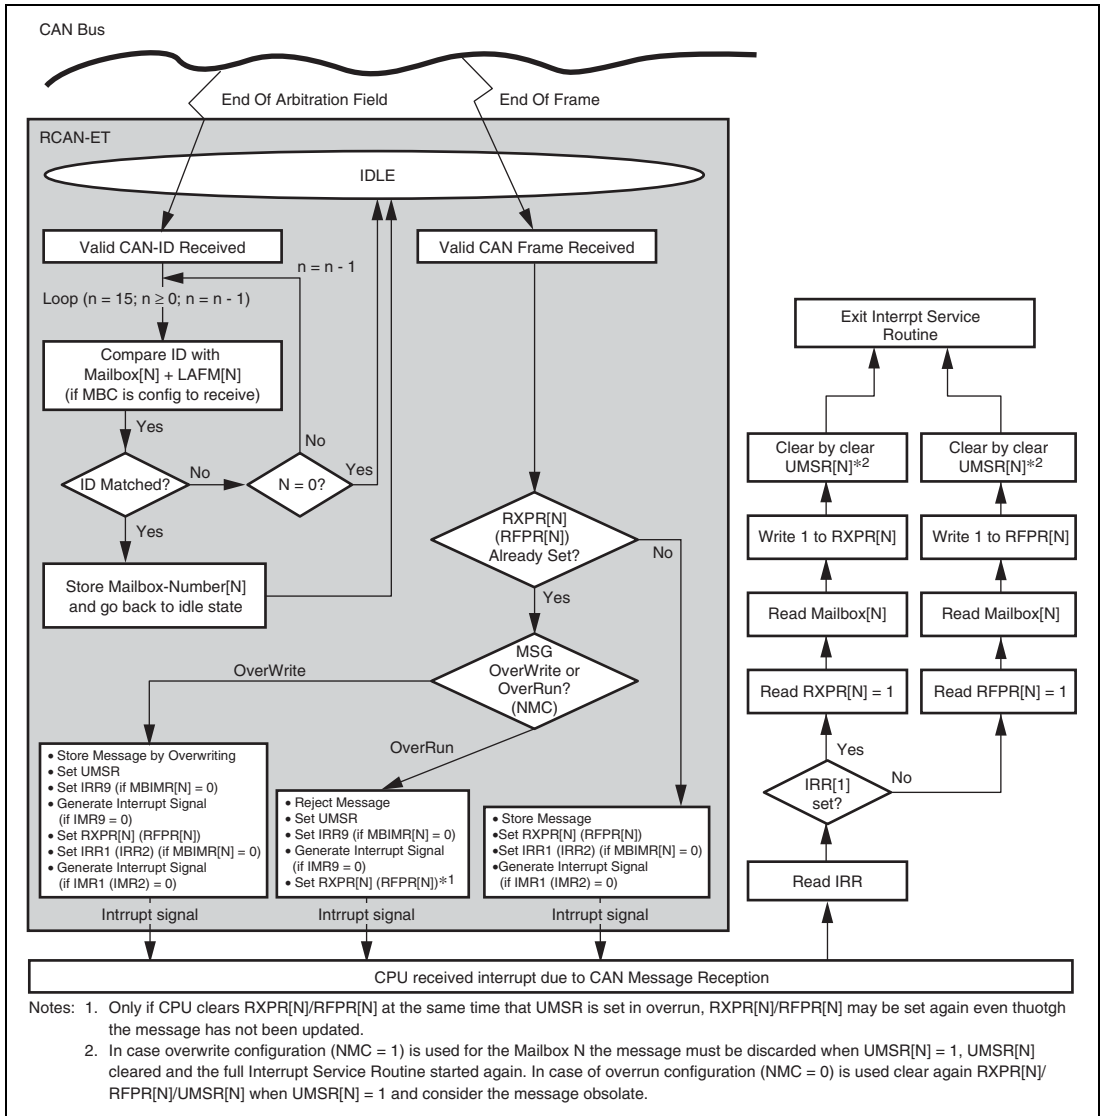 CAN Bus
End Of Arbitration Field
End Of Frame
RCAN-ET
IDLE
Valid CAN-ID Received
Valid CAN Frame Received
n = n - 1
Loop (n = 15; n ≥ 0; n = n - 1)
Compare ID with
Mailbox[N] + LAFM[N]
(if MBC is config to receive)
Yes
No
ID Matched?
No
N = 0?
Yes
Yes
Store Mailbox-Number[N]
and go back to idle state
RXPR[N]
(RFPR[N])
Already Set?
No
Yes
MSG
OverWrite or
OverRun?
(NMC)
OverWrite
OverRun
• Store Message by Overwriting
• Set UMSR
• Set IRR9 (if MBIMR[N] = 0)
• Generate Interrupt Signal
(if IMR9 = 0)
• Set RXPR[N] (RFPR[N])
• Set IRR1 (IRR2) (if MBIMR[N] = 0)
• Generate Interrupt Signal
(if IMR1 (IMR2) = 0)
• Reject Message
• Set UMSR
• Set IRR9 (if MBIMR[N] = 0)
• Generate Interrupt Signal
(if IMR9 = 0)
• Set RXPR[N] (RFPR[N])*1
• Store Message
•Set RXPR[N] (RFPR[N])
•Set IRR1 (IRR2) (if MBIMR[N] = 0)
•Generate Interrupt Signal
(if IMR1 (IMR2) = 0)
Intrrupt signal
Intrrupt signal
Intrrupt signal
Exit Interrpt Service
Routine
Clear by clear
UMSR[N]*2
Clear by clear
UMSR[N]*2
Write 1 to RXPR[N]
Write 1 to RFPR[N]
Read Mailbox[N]
Read Mailbox[N]
Read RXPR[N] = 1
Read RFPR[N] = 1
Yes
No
IRR[1]
set?
Read IRR
CPU received interrupt due to CAN Message Reception
Notes: 1. Only if CPU clears RXPR[N]/RFPR[N] at the same time that UMSR is set in overrun, RXPR[N]/RFPR[N] may be set again even thuotgh
the message has not been updated.
2. In case overwrite configuration (NMC = 1) is used for the Mailbox N the message must be discarded when UMSR[N] = 1, UMSR[N]
cleared and the full Interrupt Service Routine started again. In case of overrun configuration (NMC = 0) is used clear again RXPR[N]/
RFPR[N]/UMSR[N] when UMSR[N] = 1 and consider the message obsolate.